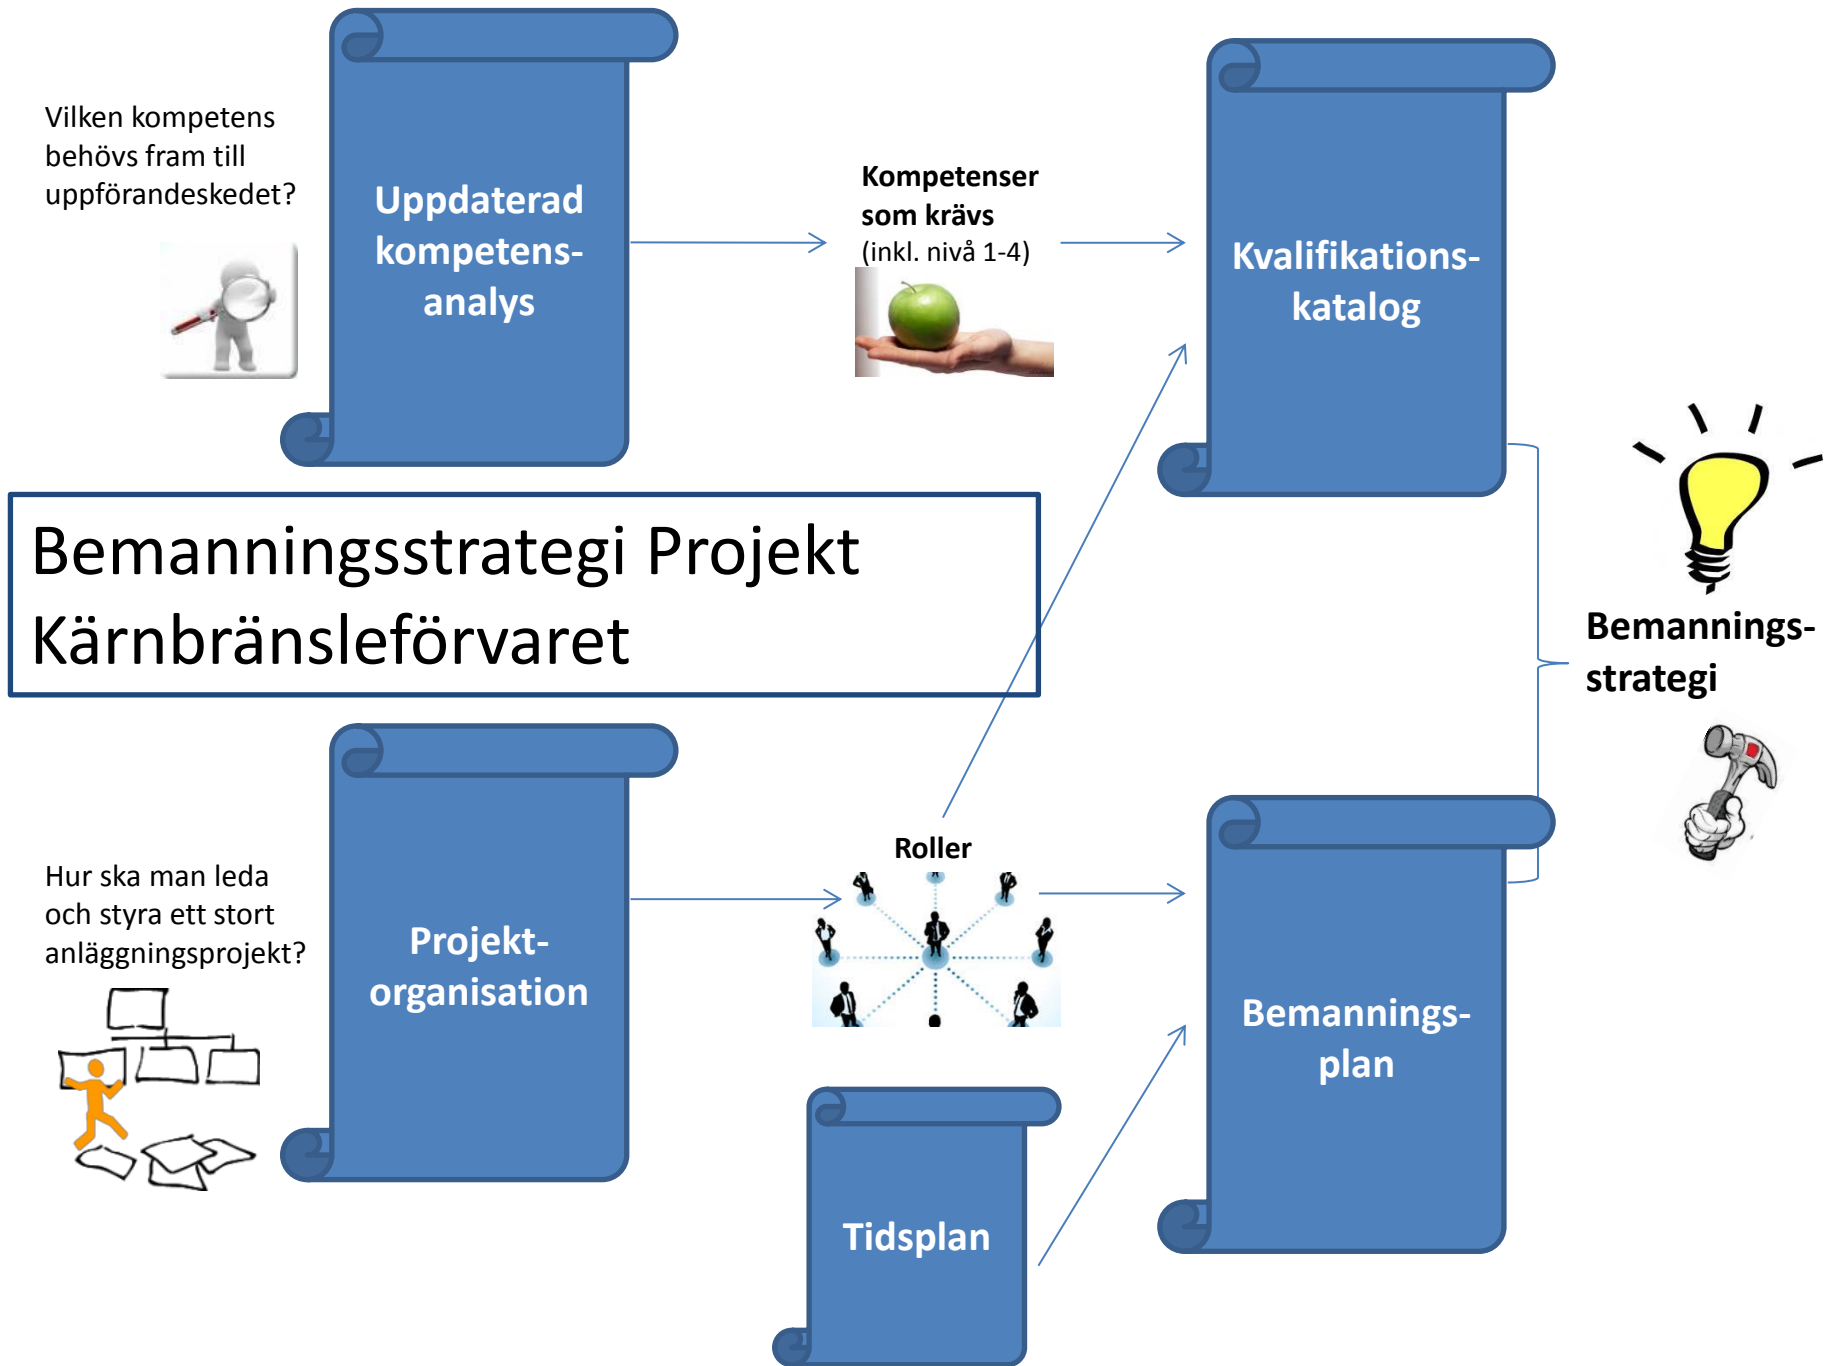 Vilken kompetens
behövs fram till
uppförandeskedet?
Uppdaterad
kompetens-
analys
Kompetenser
som krävs
(inkl. nivå 1-4)
Kvalifikations-
katalog
Bemanningsstrategi Projekt
Kärnbränsleförvaret
Bemannings-
strategi
Hur ska man leda
och styra ett stort
anläggningsprojekt?
Projekt-
organisation
Roller
Bemannings-
plan
Tidsplan